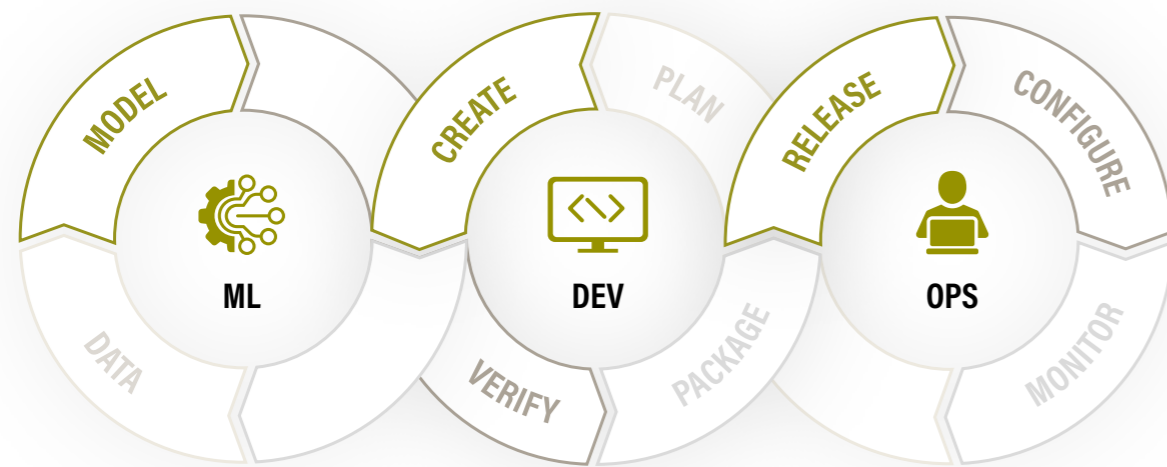 MODEL
DATA
ML
CREATE
PLAN
VERIFY
PACKAGE
DEV
RELEASE
CONFIGURE
MONITOR
OPS